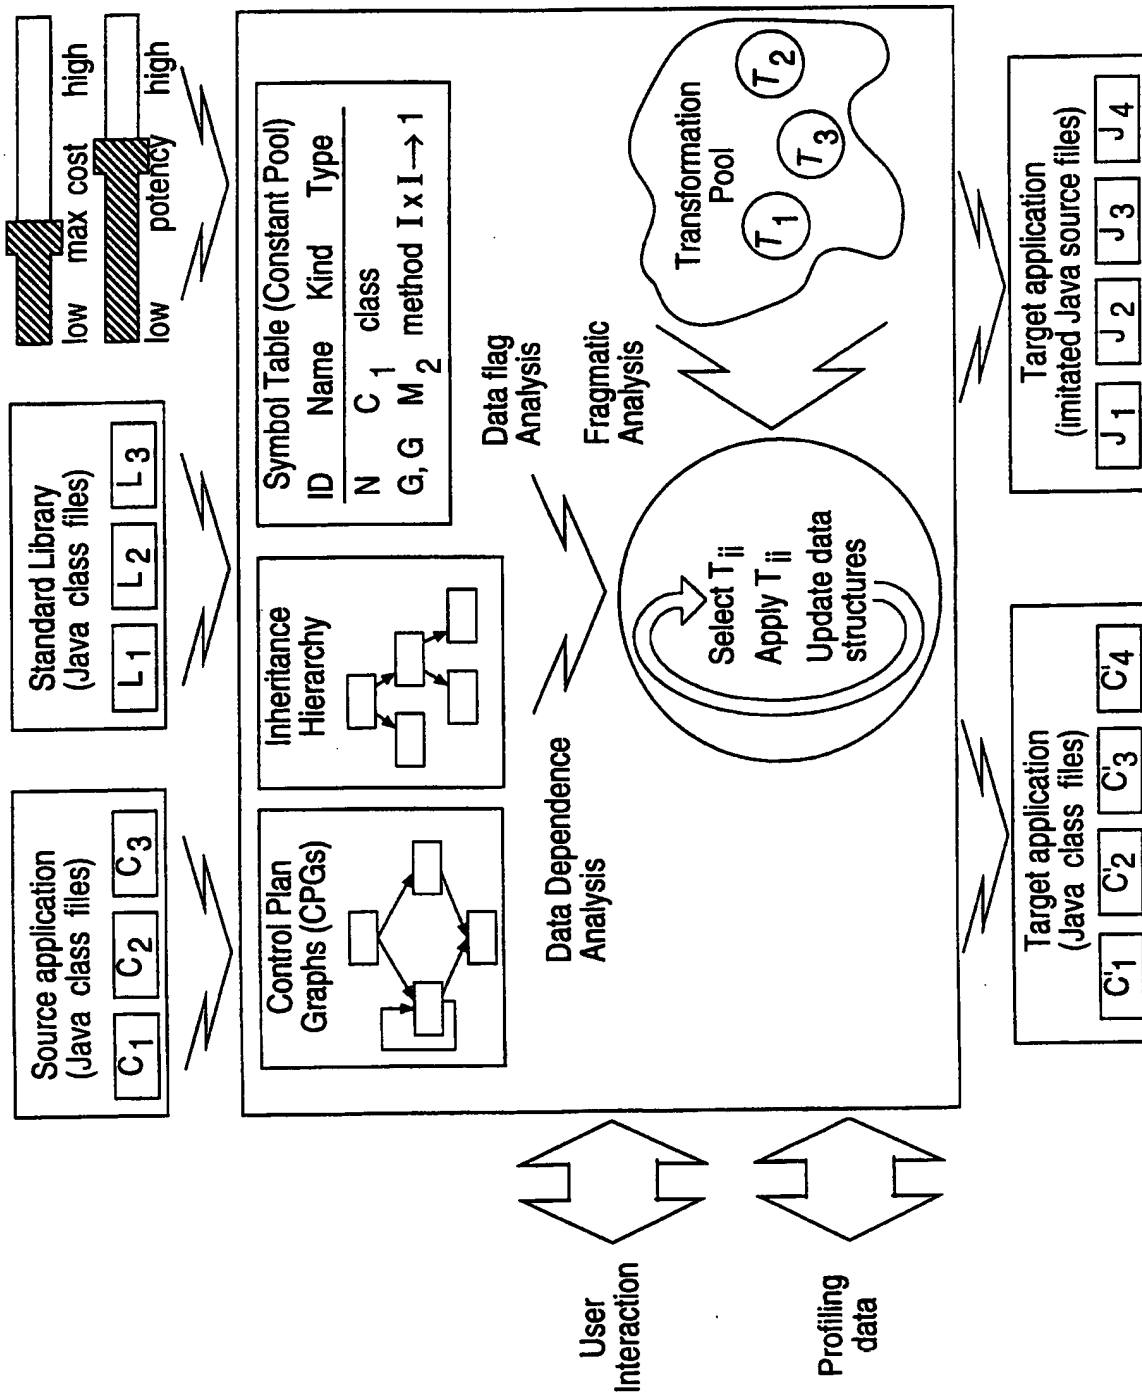 Source application
(Java class files)
C1 C2 C3
Standard Library
(Java class files)
L1 L2 L3
low max cost high
low potency high
Control Plan
Graphs (CPGs)
Inheritance
Hierarchy
Symbol Table (Constant Pool)
ID Name Kind Type
N C1 class
G, G M2 method I x I → 1
Data Dependence
Analysis
Data flag
Analysis
Fragmatic
Analysis
User
Interaction
Profiling
data
Select Tii
Apply Tii
Update data
structures
Transformation
Pool
T1
T3
T2
Target application
(Java class files)
C'1 C'2 C'3 C'4
Target application
(imitated Java source files)
J1 J2 J3 J4